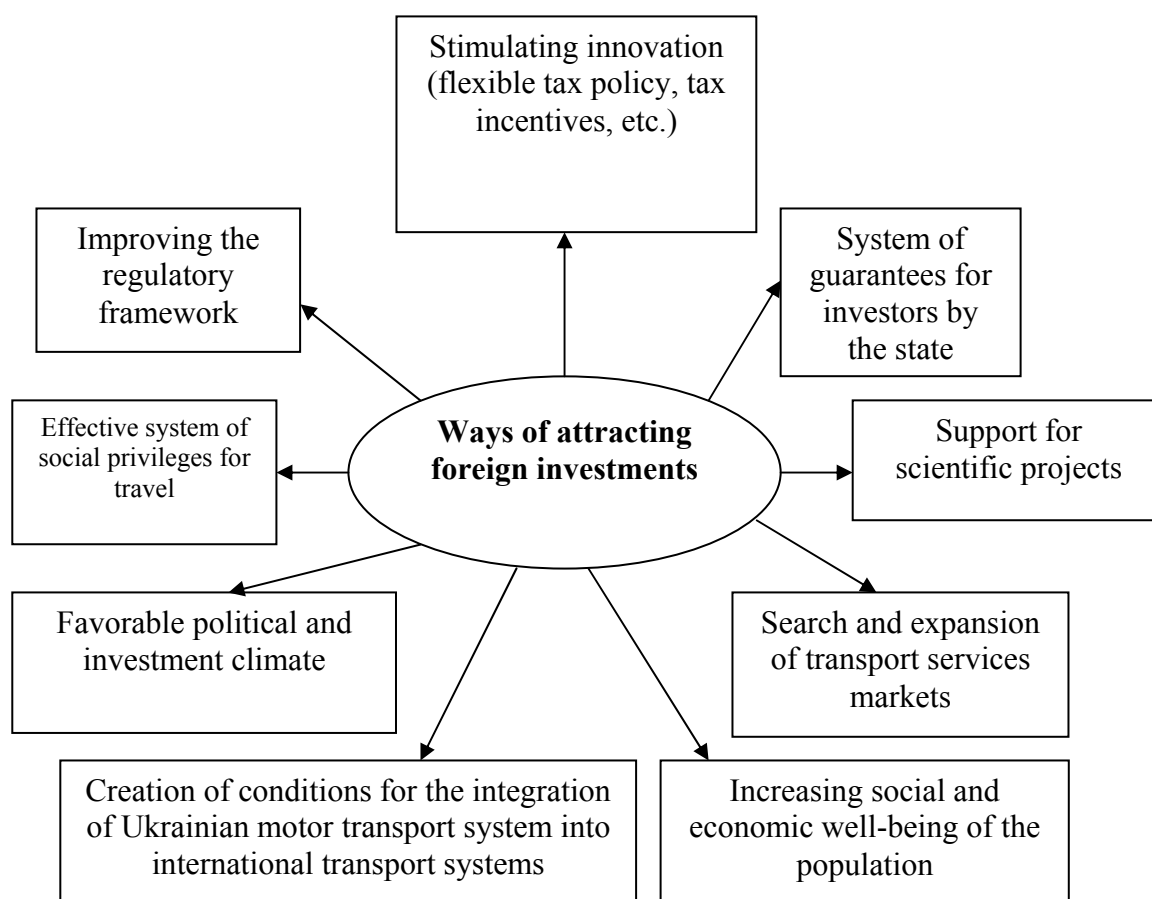 Stimulating innovation
(flexible tax policy, tax
incentives, etc.)
Improving the
regulatory
framework
System of
guarantees for
investors by
the state
Effective system of
social privileges for
travel
Ways of attracting
foreign investments
Support for
scientific projects
Favorable political and
investment climate
Search and expansion
of transport services
markets
Creation of conditions for the integration
of Ukrainian motor transport system into
international transport systems
Increasing social and
economic well-being of the
population